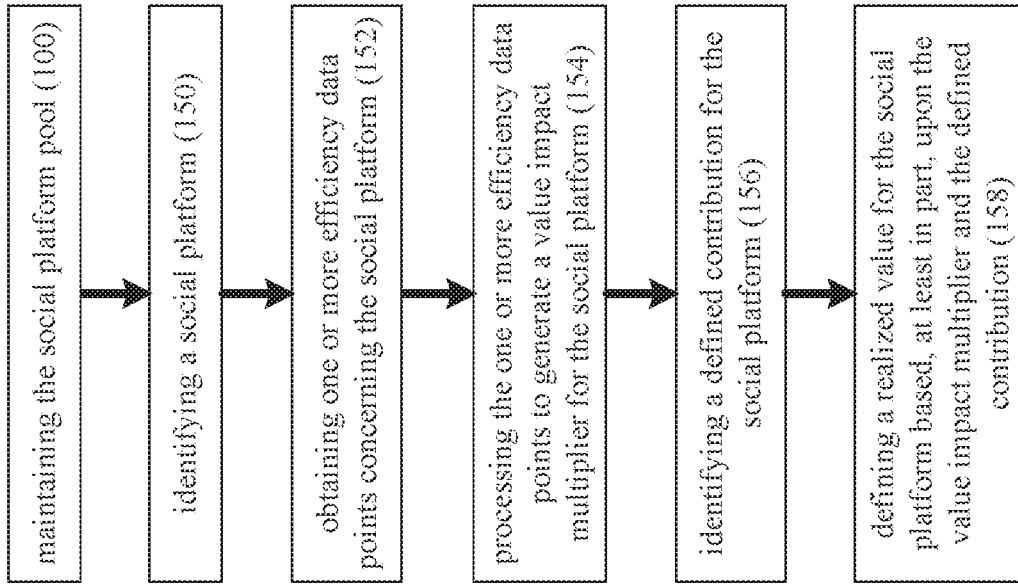 maintaining the social platform pool (100)
identifying a social platform (150)
obtaining one or more efficiency data
points concerning the social platform (152)
processing the one or more efficiency data
points to generate a value impact
multiplier for the social platform (154)
identifying a defined contribution for the
social platform (156)
defining a realized value for the social
platform based, at least in part, upon the
value impact multiplier and the defined
contribution (158)